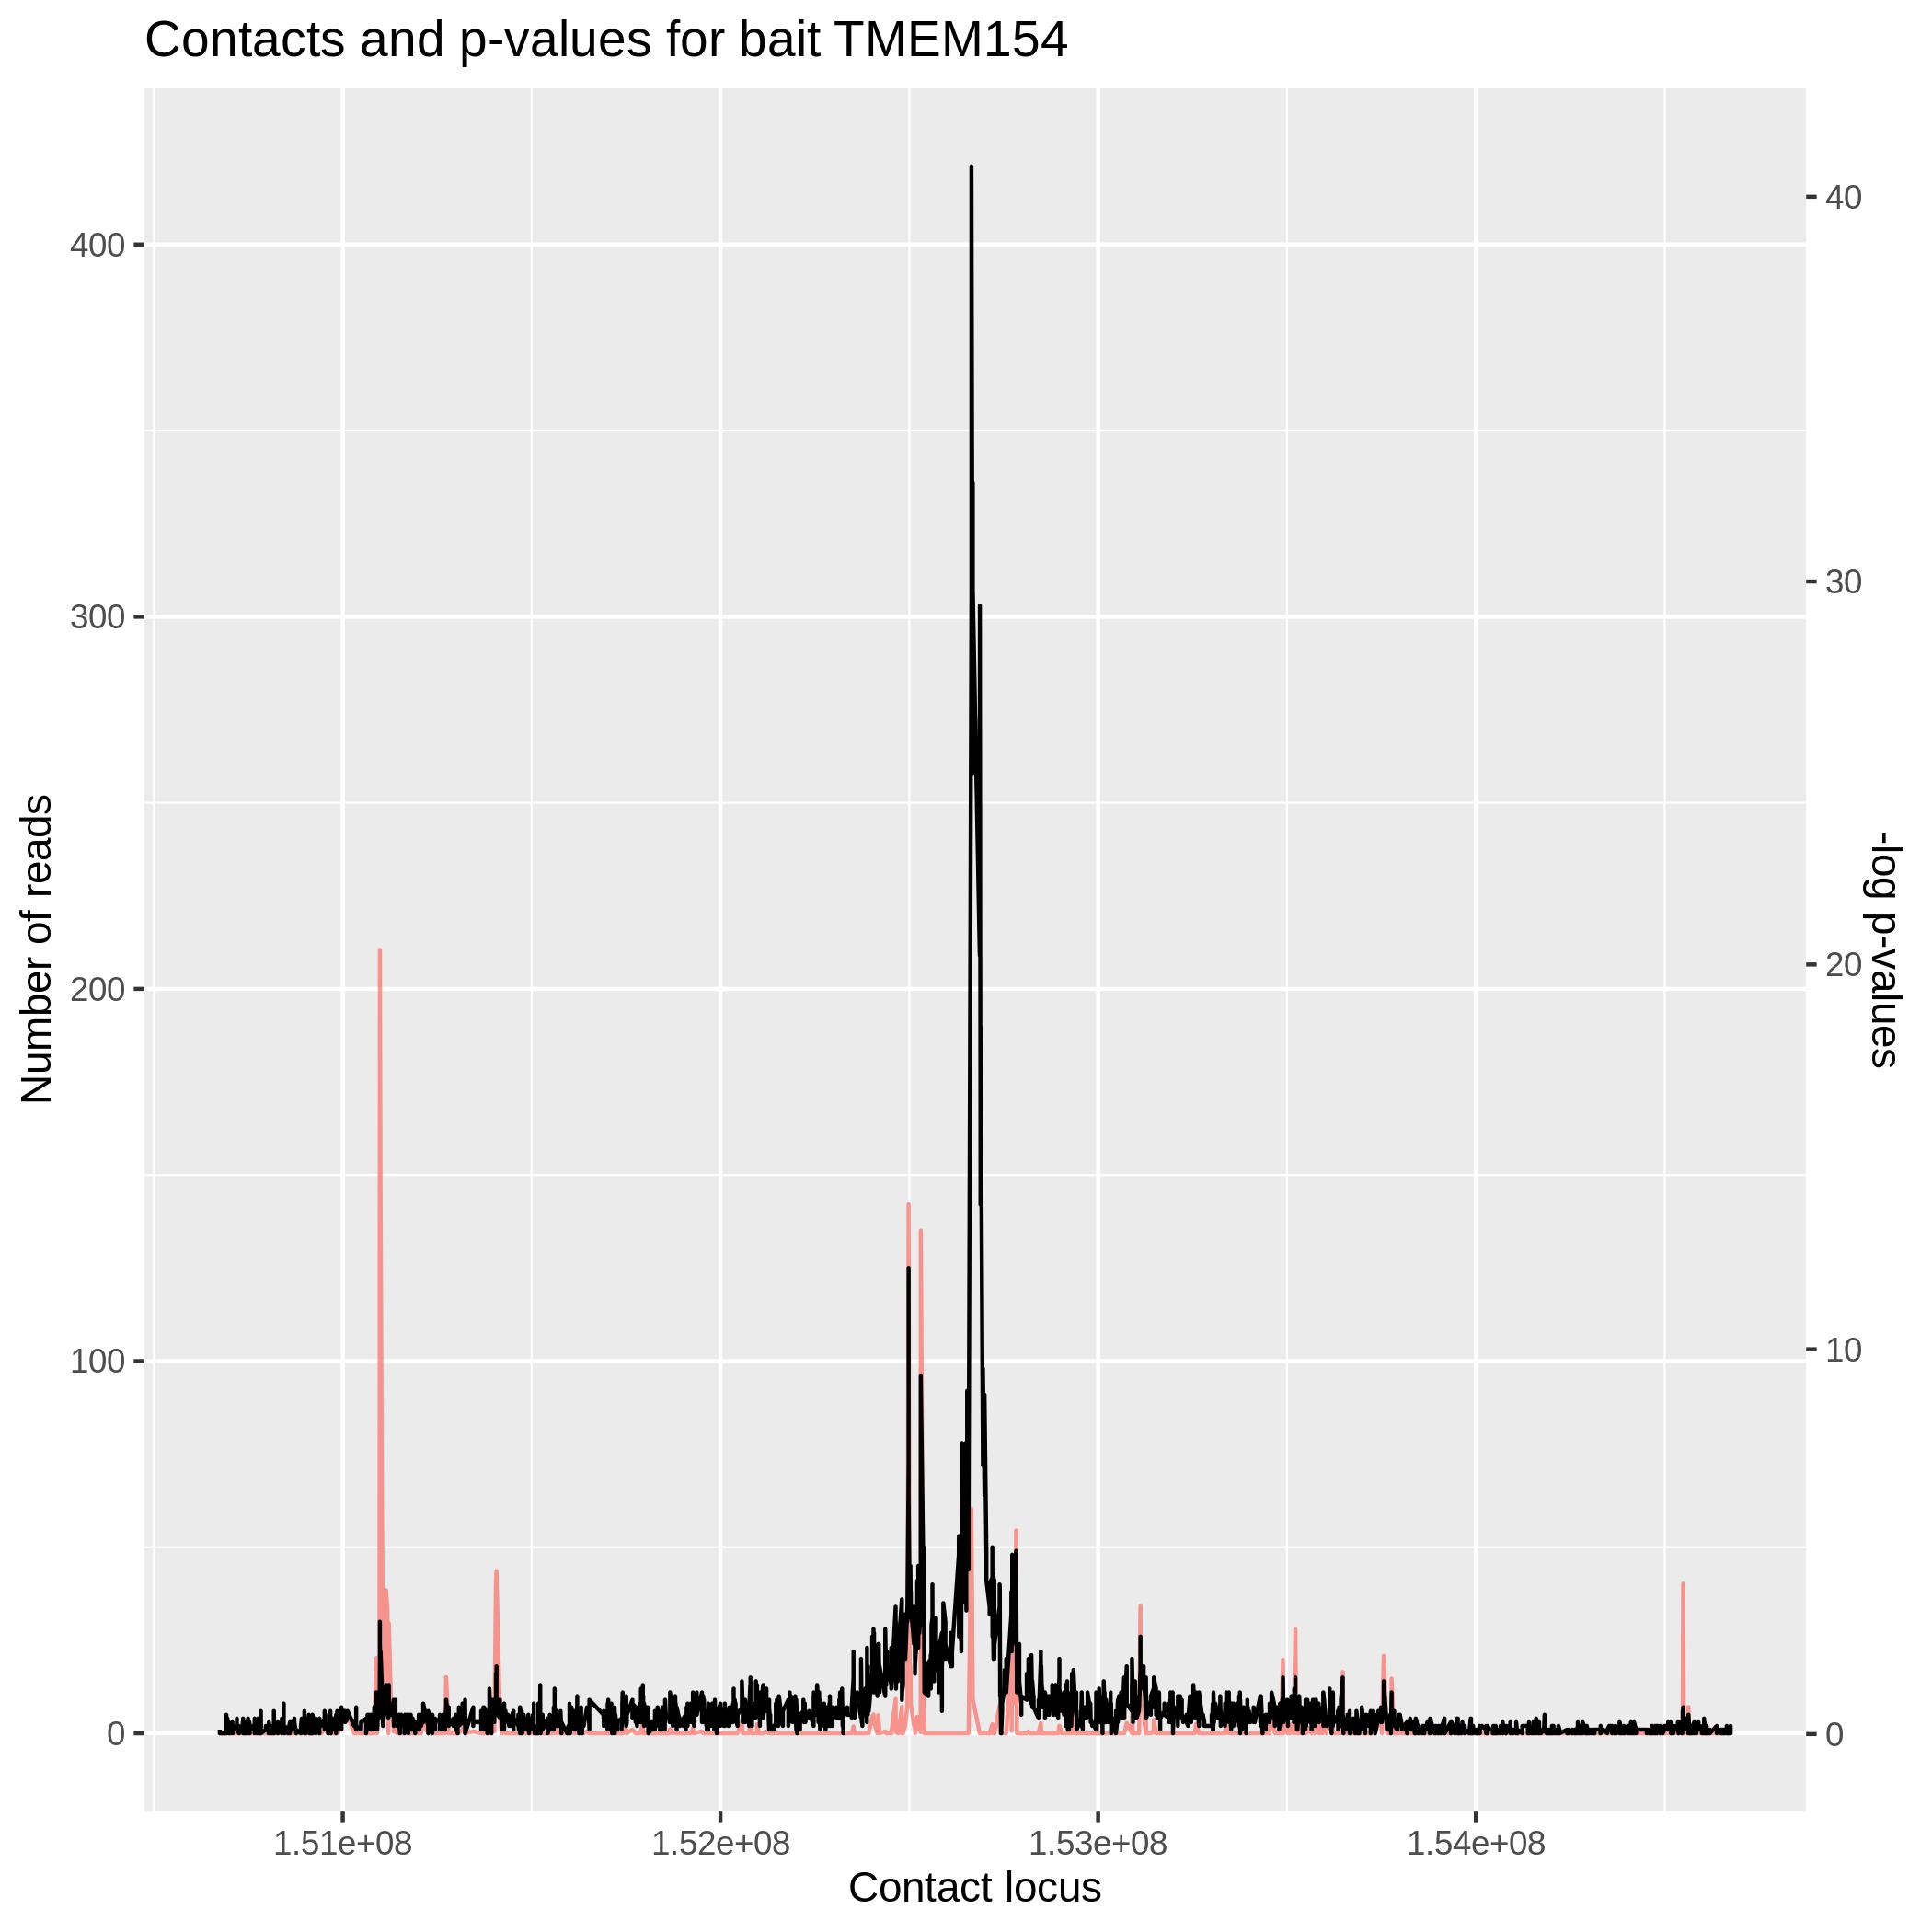 Contacts and p-values for bait TMEM154
Number of reads
400
300
200
100
0
40
30
20
10
0
-log p-values
1.51e+08 1.52e+08 1.53e+08 1.54e+08
Contact locus